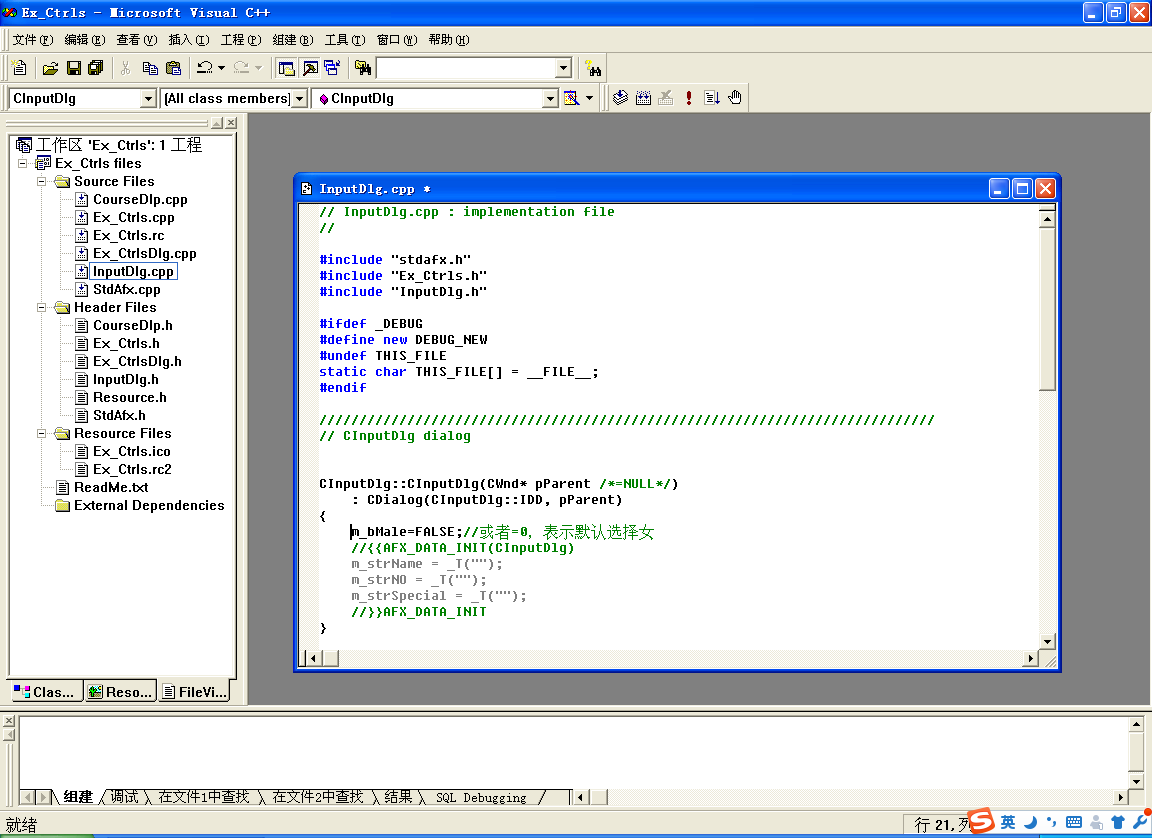 Ex_Ctrls - Microsoft Visual C++
文件(F) 编辑(E) 查看(V) 插入(I) 工程(P) 组建(B) 工具(T) 窗口(W) 帮助(H)
CInputDlg [All class members] CInputDlg
工作区 'Ex_Ctrls': 1 工程
Ex_Ctrls files
Source Files
CourseDlp.cpp
Ex_Ctrls.cpp
Ex_Ctrls.rc
Ex_CtrlsDlg.cpp
InputDlg.cpp
StdAfx.cpp
Header Files
CourseDlp.h
Ex_Ctrls.h
Ex_CtrlsDlg.h
InputDlg.h
Resource.h
StdAfx.h
Resource Files
Ex_Ctrls.ico
Ex_Ctrls.rc2
ReadMe.txt
External Dependencies
Clas... Reso... FileVi...
InputDlg.cpp *
// InputDlg.cpp : implementation file
//
#include "stdafx.h"
#include "Ex_Ctrls.h"
#include "InputDlg.h"
#ifdef _DEBUG
#define new DEBUG_NEW
#undef THIS_FILE
static char THIS_FILE[] = __FILE__;
#endif
/////////////////////////////////////////////////////////////////////////////
// CInputDlg dialog
CInputDlg::CInputDlg(CWnd* pParent /*=NULL*/)
: CDialog(CInputDlg::IDD, pParent)
{
m_bMale=FALSE;//或者=0，表示默认选择女
//{{AFX_DATA_INIT(CInputDlg)
m_strName = _T("");
m_strNO = _T("");
m_strSpecial = _T("");
//}}AFX_DATA_INIT
}
组建 调试 在文件1中查找 在文件2中查找 结果 SQL Debugging
就绪
行 21, 列
S 英